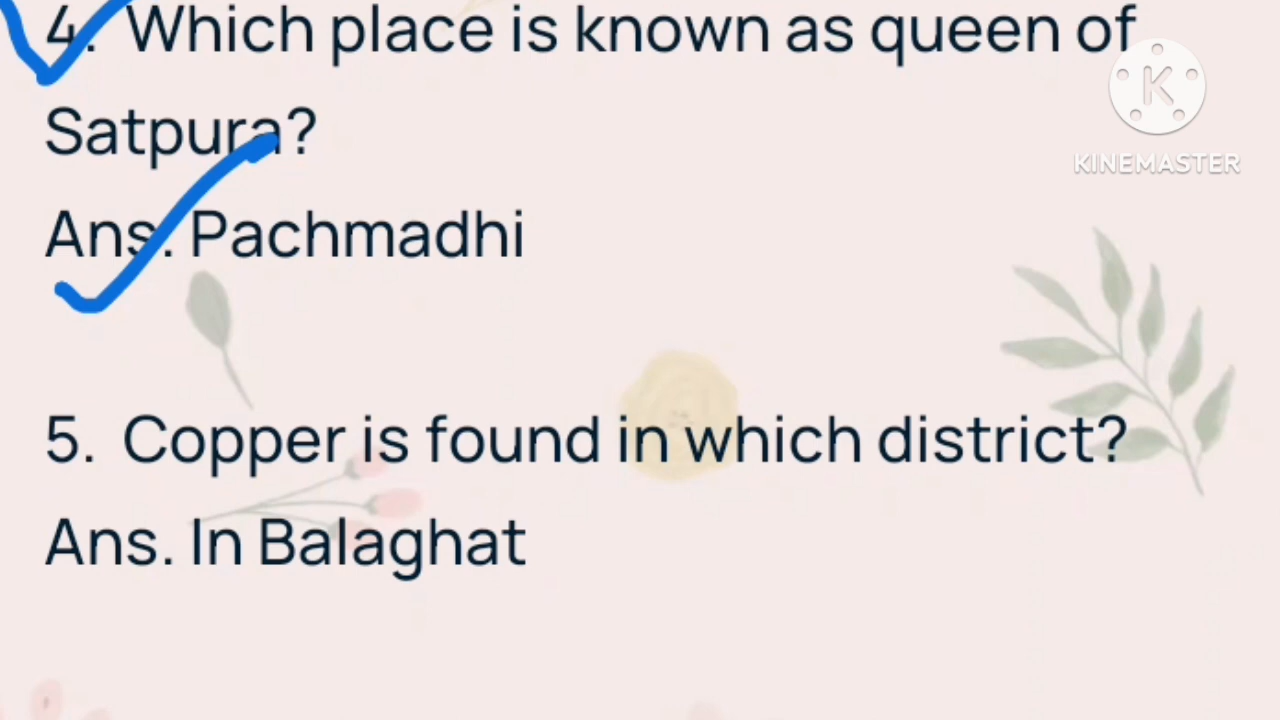 4. Which place is known as queen of
Satpura?
Ans. Pachmadhi
5. Copper is found in which district?
Ans. In Balaghat
K
KINEMASTER